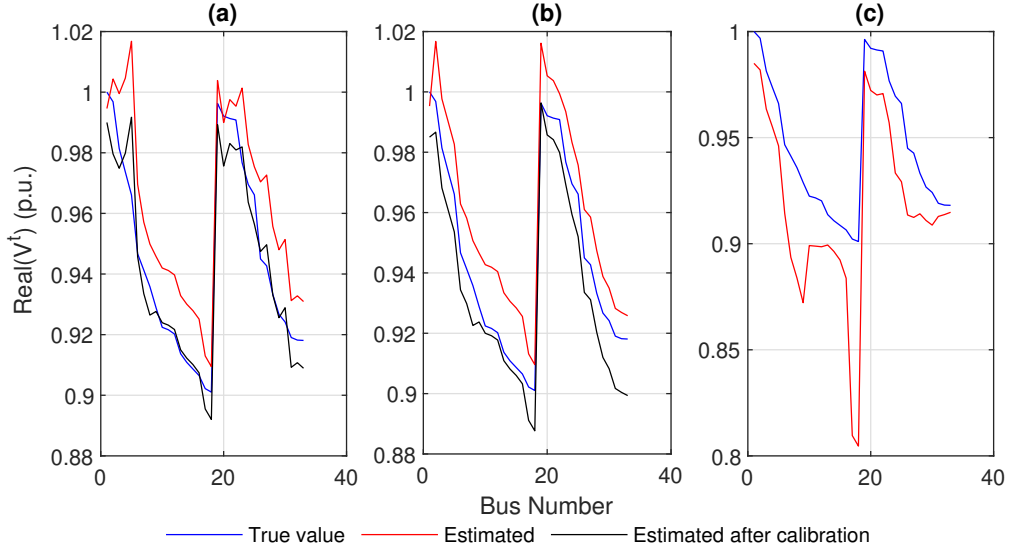 (a) (b) (c)
1.02 1.02 1
1 1 0.95
0.98 0.98
0.96 0.96 0.9
0.94 0.94
0.92 0.92 0.85
0.9 0.9
0.88 0.88 0.8
0 20 40 0 20 40 0 20 40
Real(V^t) (p.u.)
Bus Number
True value Estimated Estimated after calibration